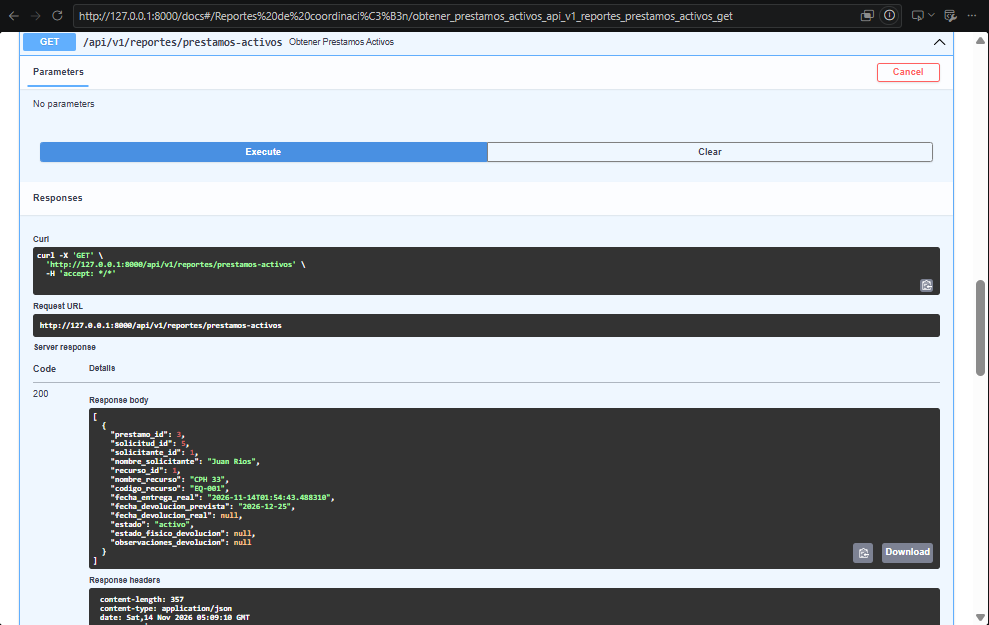 http://127.0.0.1:8000/docs#/Reportes%20de%20coordinaci%C3%B3n/obtener_prestamos_activos_api_v1_reportes_prestamos_activos_get
GET /api/v1/reportes/prestamos-activos Obtener Prestamos Activos
Parameters
Cancel
No parameters
Execute
Clear
Responses
Curl
curl -X 'GET' \
'http://127.0.0.1:8000/api/v1/reportes/prestamos-activos' \
-H 'accept: */*'
Request URL
http://127.0.0.1:8000/api/v1/reportes/prestamos-activos
Server response
Code Details
200
Response body
[
{
"prestamo_id": 3,
"solicitud_id": 5,
"solicitante_id": 1,
"nombre_solicitante": "Juan Rios",
"recurso_id": 1,
"nombre_recurso": "CPH 33",
"codigo_recurso": "EQ-001",
"fecha_entrega_real": "2026-11-14T01:54:43.488310",
"fecha_devolucion_prevista": "2026-12-25",
"fecha_devolucion_real": null,
"estado": "activo",
"estado_fisico_devolucion": null,
"observaciones_devolucion": null
}
]
Download
Response headers
content-length: 357
content-type: application/json
date: Sat,14 Nov 2026 05:09:10 GMT